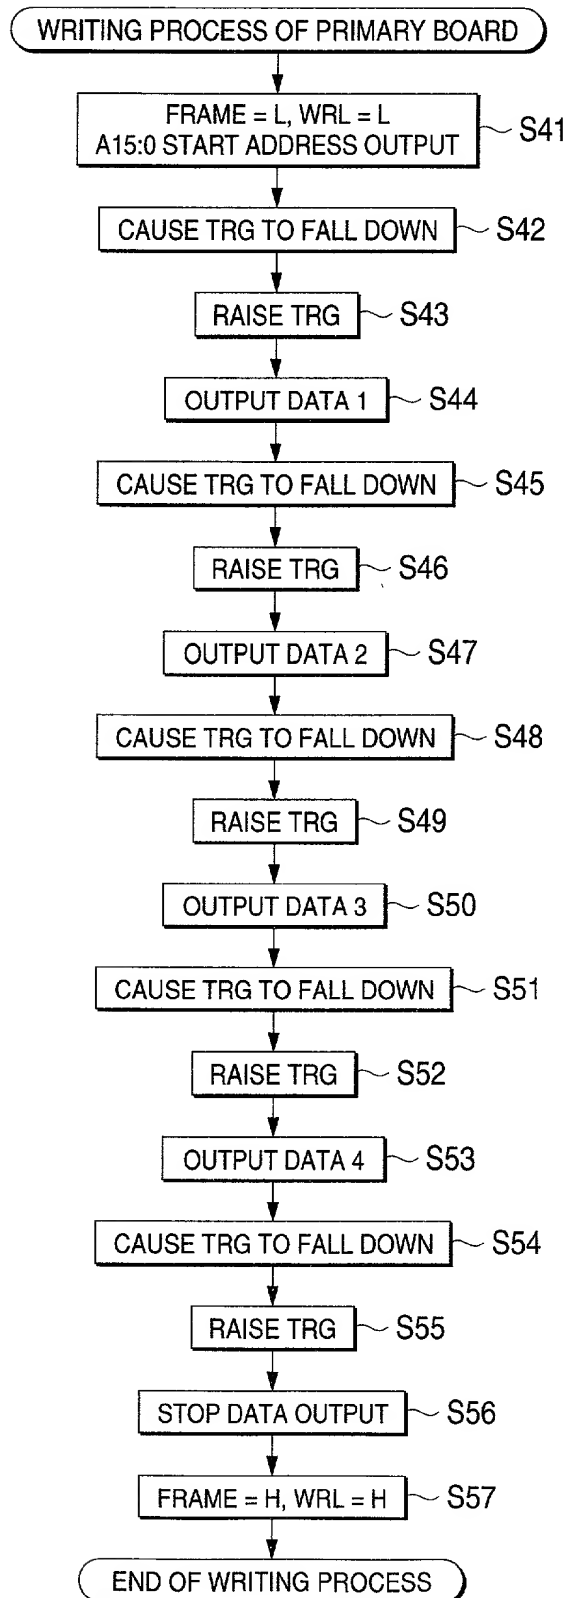 WRITING PROCESS OF PRIMARY BOARD
FRAME = L, WRL = L
A15:0 START ADDRESS OUTPUT
S41
CAUSE TRG TO FALL DOWN
S42
RAISE TRG
S43
OUTPUT DATA 1
S44
CAUSE TRG TO FALL DOWN
S45
RAISE TRG
S46
OUTPUT DATA 2
S47
CAUSE TRG TO FALL DOWN
S48
RAISE TRG
S49
OUTPUT DATA 3
S50
CAUSE TRG TO FALL DOWN
S51
RAISE TRG
S52
OUTPUT DATA 4
S53
CAUSE TRG TO FALL DOWN
S54
RAISE TRG
S55
STOP DATA OUTPUT
S56
FRAME = H, WRL = H
S57
END OF WRITING PROCESS